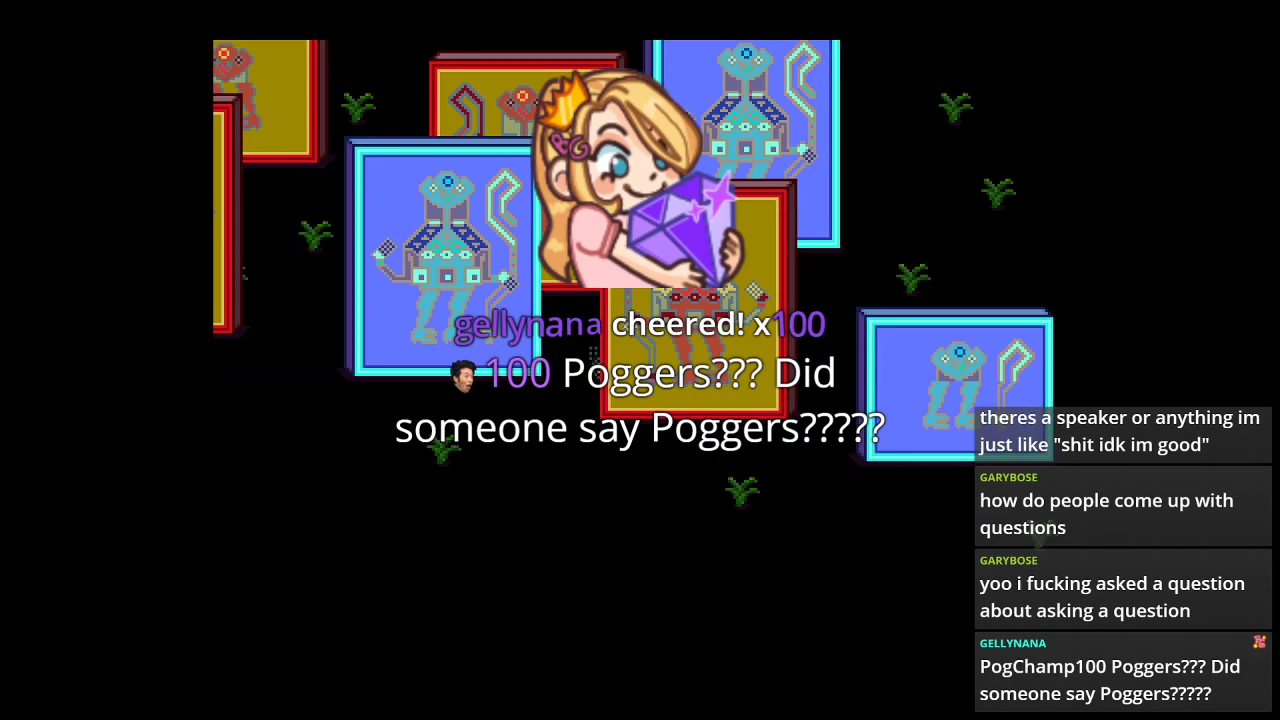 BG
gellynana cheered! x100
100 Poggers??? Did
someone say Poggers?????
theres a speaker or anything im
just like "shit idk im good"
GARYBOSE
how do people come up with
questions
GARYBOSE
yoo i fucking asked a question
about asking a question
GELLYNANA
PogChamp100 Poggers??? Did
someone say Poggers?????